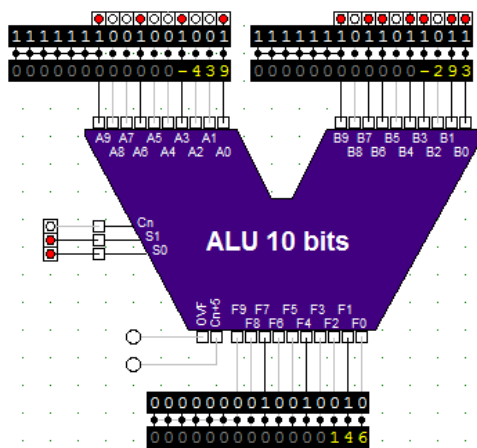 1111111001001001 1111111011011011
000000000000-439 000000000000-293
A9 A7 A5 A3 A1 B9 B7 B5 B3 B1
A8 A6 A4 A2 A0 B8 B6 B4 B2 B0
Cn
S1
S0
ALU 10 bits
OVF Cn+5 F9 F7 F5 F3 F1
F8 F6 F4 F2 F0
0000000010010010
0000000000000146